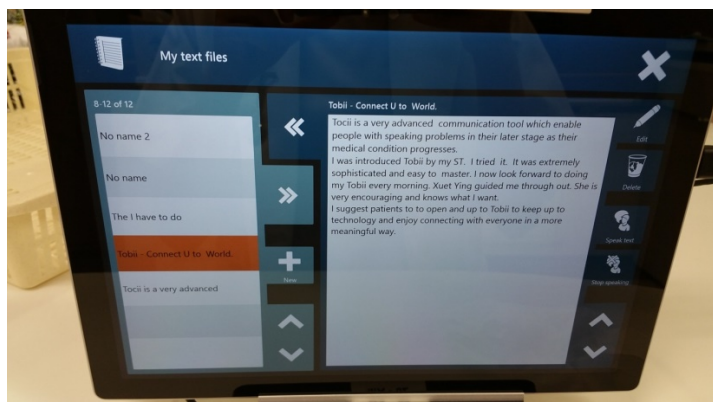 My text files
8-12 of 12
No name 2
No name
The I have to do
Tobii - Connect U to World.
Tocii is a very advanced
New
Tobii - Connect U to World.
Tocii is a very advanced communication tool which enable
people with speaking problems in their later stage as their
medical condition progresses.
I was introduced Tobii by my ST. I tried it. It was extremely
sophisticated and easy to master. I now look forward to doing
my Tobii every morning. Xuet Ying guided me through out. She is
very encouraging and knows what I want.
I suggest patients to to open and up to Tobii to keep up to
technology and enjoy connecting with everyone in a more
meaningful way.
Edit
Delete
Speak text
Stop speaking